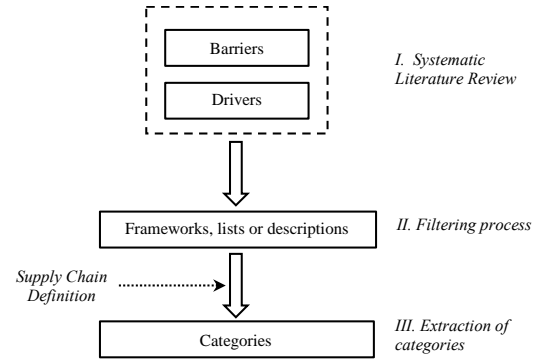 Barriers
I. Systematic
Literature Review
Drivers
Frameworks, lists or descriptions
II. Filtering process
Supply Chain
Definition
Categories
III. Extraction of
categories